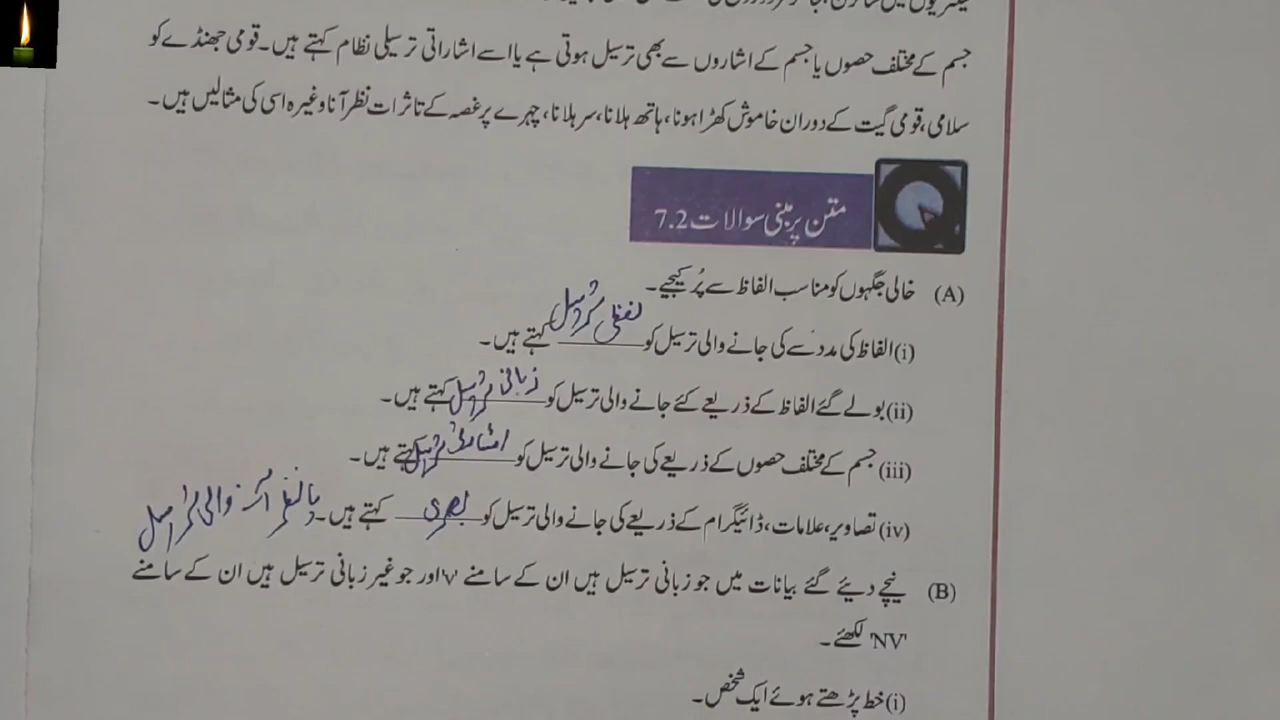 جسم کے مختلف حصوں یا جسم کے اشاروں سے بھی ترسیل ہوتی ہے یا اسے اشاراتی ترسیلی نظام کہتے ہیں۔ قومی جھنڈے کو
سلامی، قومی گیت کے دوران خاموش کھڑا ہونا، ہاتھ ہلانا، سر ہلانا، چہرے پر غصہ کے تاثرات نظر آنا وغیرہ اسی کی مثالیں ہیں۔
متن پر مبنی سوالات 7.2
(A) خالی جگہوں کو مناسب الفاظ سے پُر کیجیے۔
(i) الفاظ کی مدد سے کی جانے والی ترسیل کو لفظی ترسیل کہتے ہیں۔
(ii) بولے گئے الفاظ کے ذریعے کئے جانے والی ترسیل کو زبانی ترسیل کہتے ہیں۔
(iii) جسم کے مختلف حصوں کے ذریعے کی جانے والی ترسیل کو اشاراتی ترسیل کہتے ہیں۔
(iv) تصاویر، علامات، ڈائیگرام کے ذریعے کی جانے والی ترسیل کو بصری کہتے ہیں۔ یا نظر آنے والی ترسیل
(B) نیچے دیئے گئے بیانات میں جو زبانی ترسیل ہیں ان کے سامنے 'V' اور جو غیر زبانی ترسیل ہیں ان کے سامنے
'NV' لکھئے۔
(i) خط پڑھتے ہوئے ایک شخص۔